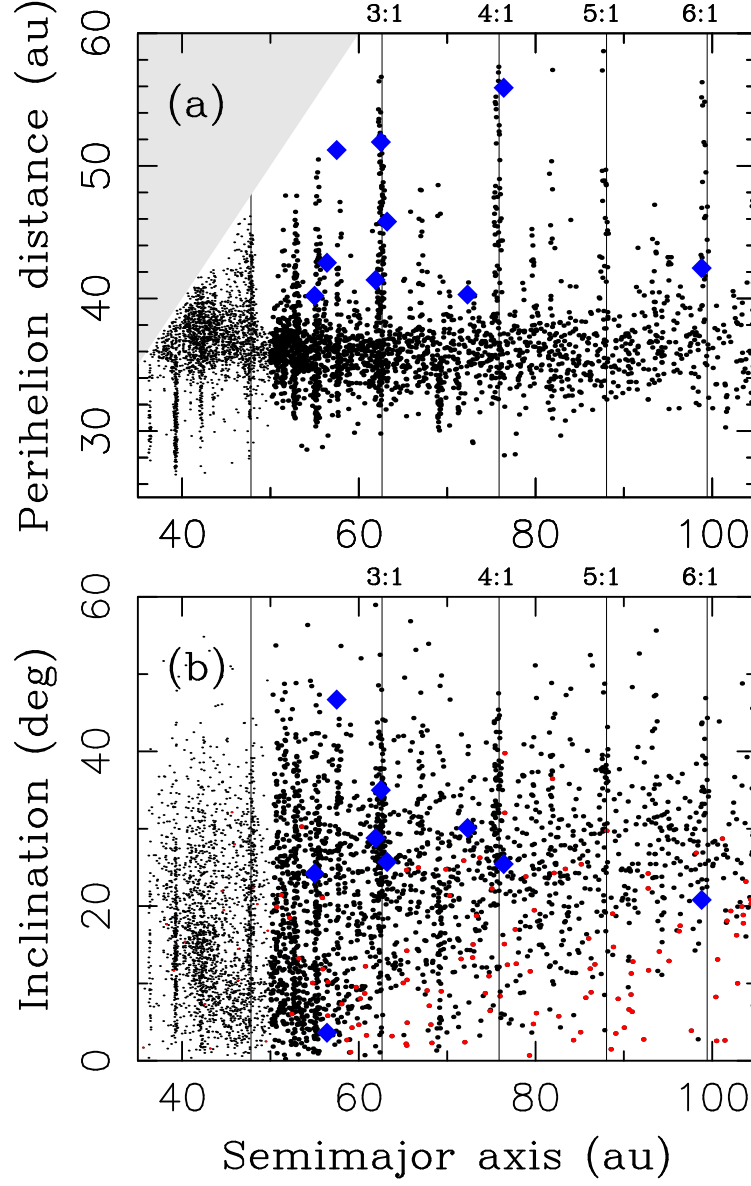 3:1 4:1 5:1 6:1
60
50
40
30
Perihelion distance (au)
(a)
40 60 80 100
3:1 4:1 5:1 6:1
60
40
20
0
Inclination (deg)
(b)
40 60 80 100
Semimajor axis (au)